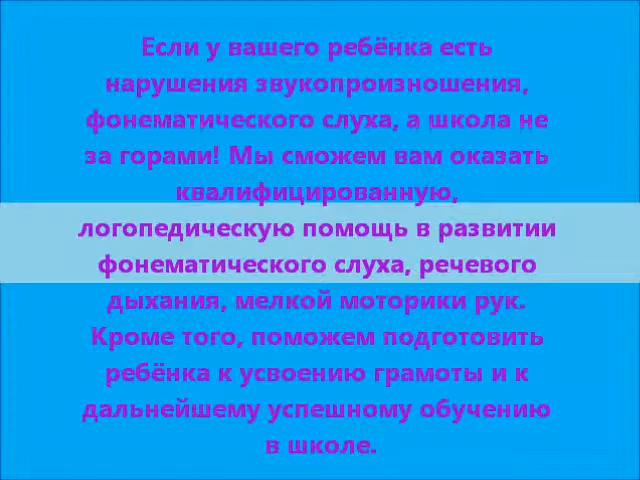 Если у вашего ребёнка есть
нарушения звукопроизношения,
фонематического слуха, а школа не
за горами! Мы сможем вам оказать
квалифицированную,
логопедическую помощь в развитии
фонематического слуха, речевого
дыхания, мелкой моторики рук.
Кроме того, поможем подготовить
ребёнка к усвоению грамоты и к
дальнейшему успешному обучению
в школе.